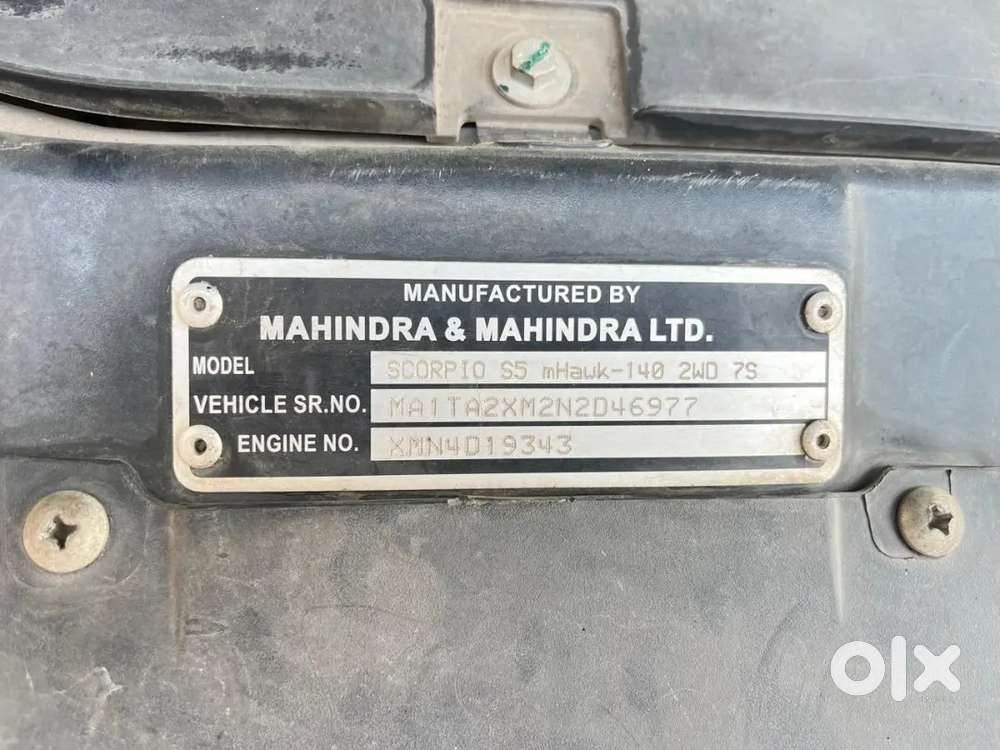 MANUFACTURED BY
MAHINDRA & MAHINDRA LTD.
MODEL SCORPIO S5 mHawk-140 2WD 7S
VEHICLE SR.NO. MA1TA2XM2N2D46977
ENGINE NO. XMN4D19343
olx